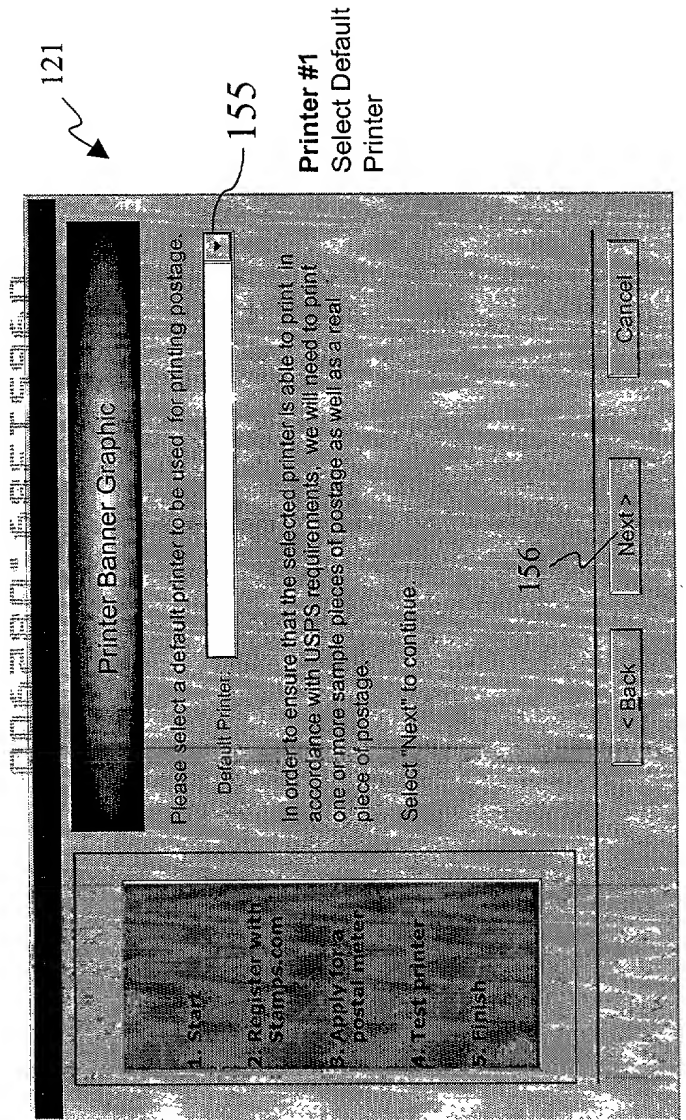 Printer Banner Graphic
Please select a default printer to be used for printing postage.
Default Printer:
In order to ensure that the selected printer is able to print in
accordance with USPS requirements, we will need to print
one or more sample pieces of postage as well as a real
piece of postage.
Select "Next" to continue.
1. Start
2. Register with
Stamps.com
3. Apply for a
postal meter
4. Test printer
5. Finish
< Back
Next >
Cancel
156
155
121
Printer #1
Select Default
Printer